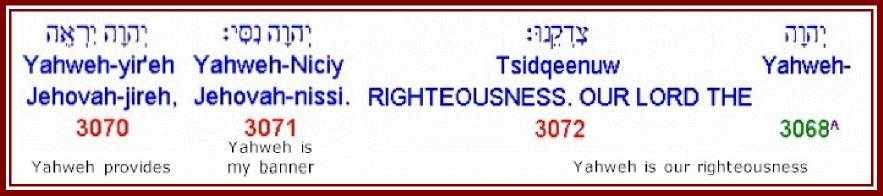 יְהוָה יִרְאֶה יְהוָה נִסִּי׃ צִדְקֵנוּ׃ יְהוָה
Yahweh-yir'eh Yahweh-Niciy Tsidqeenuw Yahweh-
Jehovah-jireh, Jehovah-nissi. RIGHTEOUSNESS. OUR LORD THE
3070 3071 3072 3068A
Yahweh provides
Yahweh is
my banner
Yahweh is our righteousness